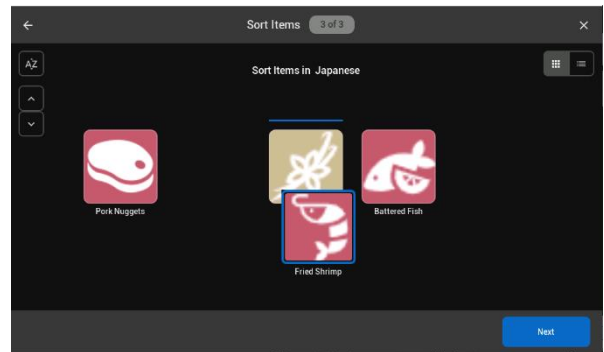 Sort Items 3 of 3
AZ
Sort Items in Japanese
Pork Nuggets
Battered Fish
Fried Shrimp
Next